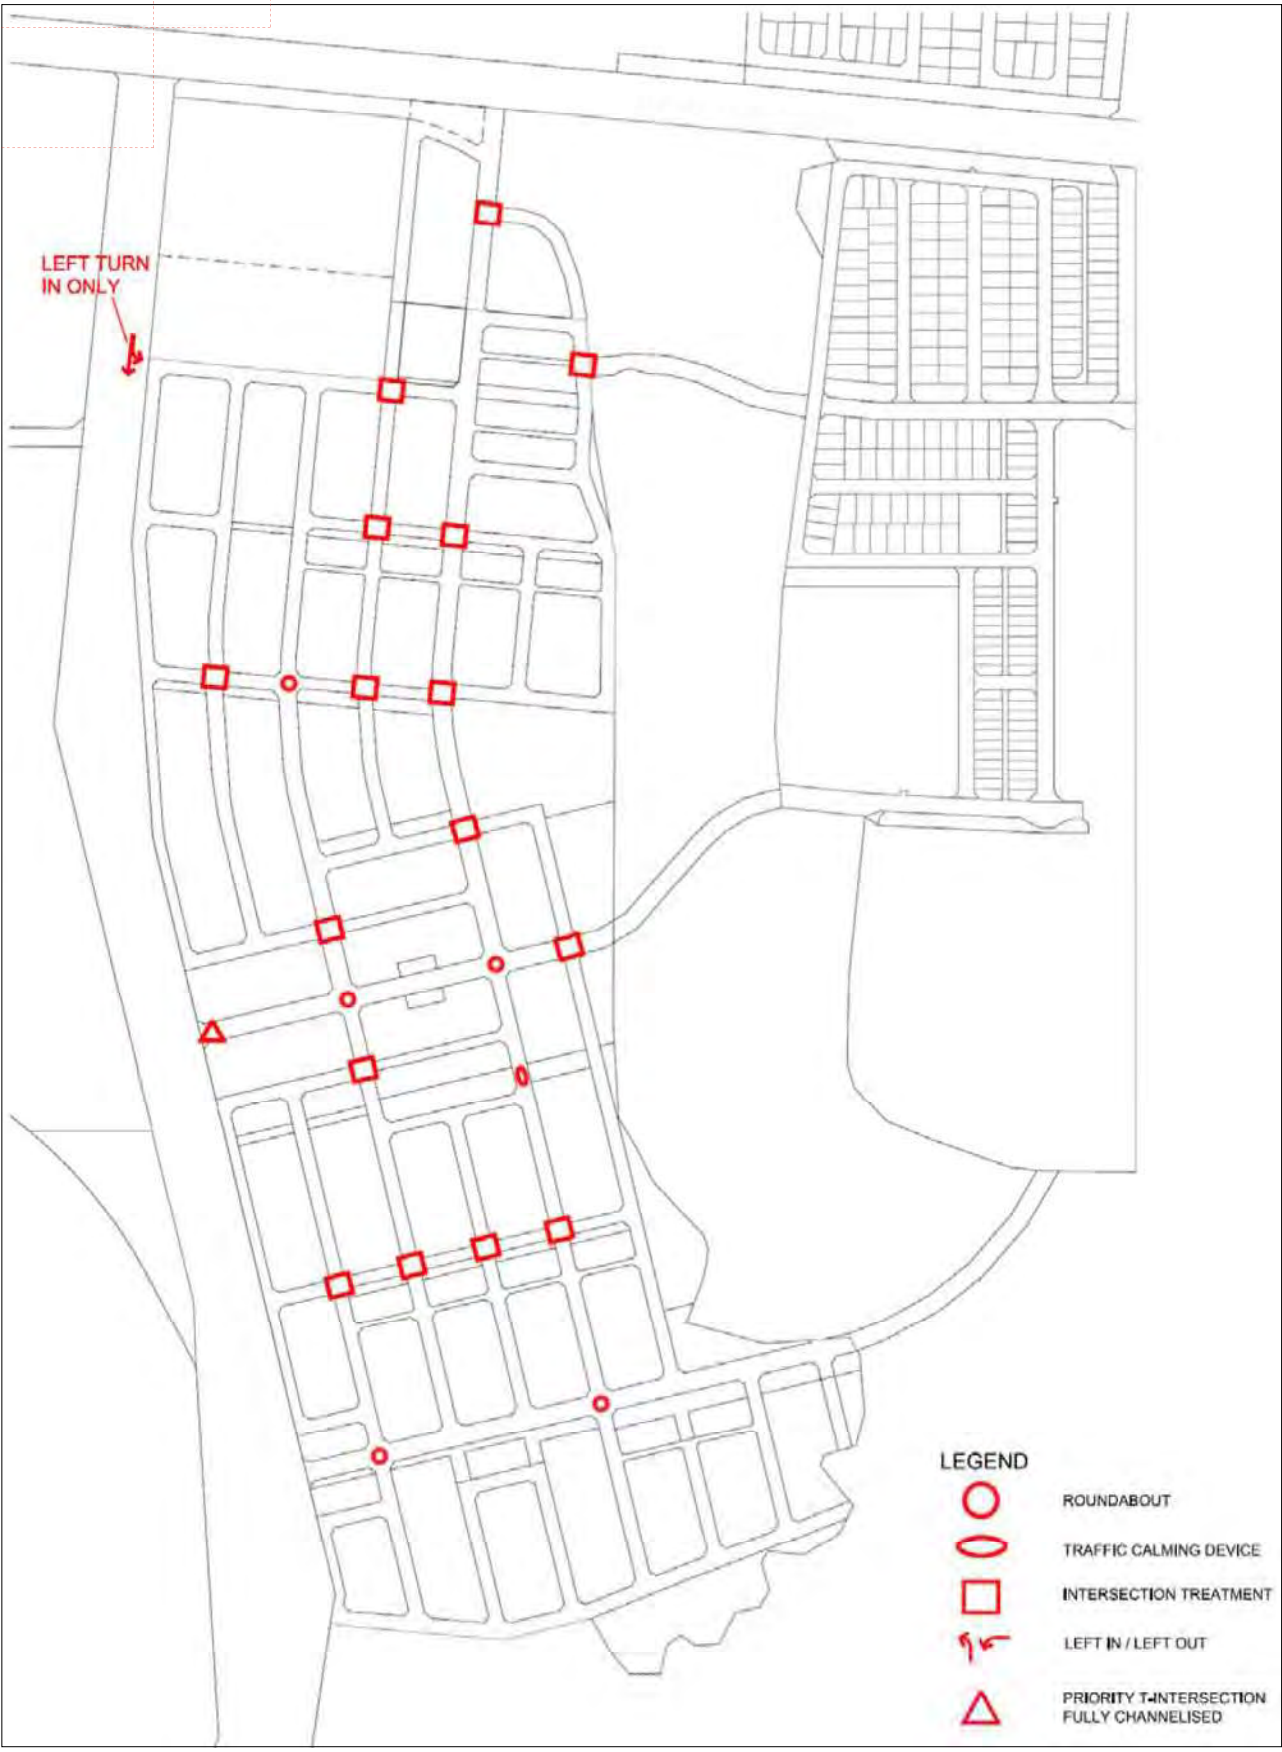 LEFT TURN
IN ONLY
LEGEND
ROUNDABOUT
TRAFFIC CALMING DEVICE
INTERSECTION TREATMENT
LEFT IN / LEFT OUT
PRIORITY T-INTERSECTION
FULLY CHANNELISED